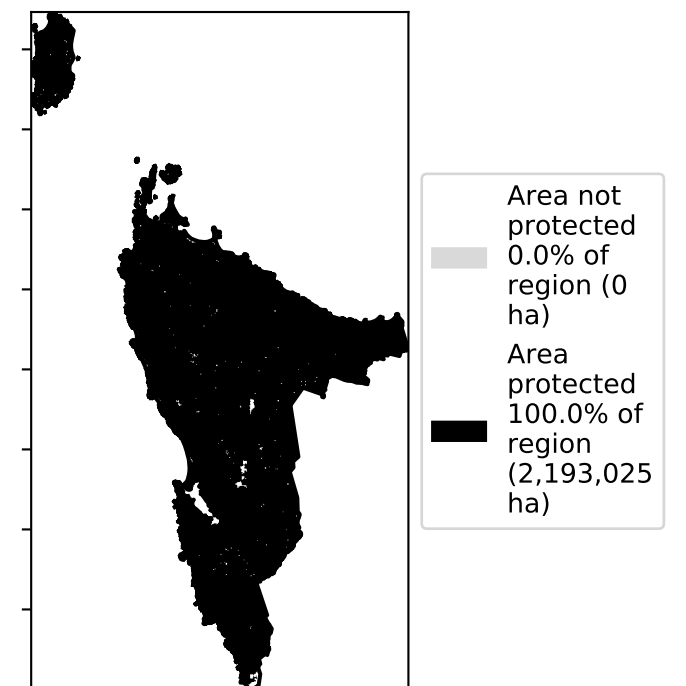 Area not
protected
0.0% of
region (0
ha)
Area
protected
100.0% of
region
(2,193,025
ha)